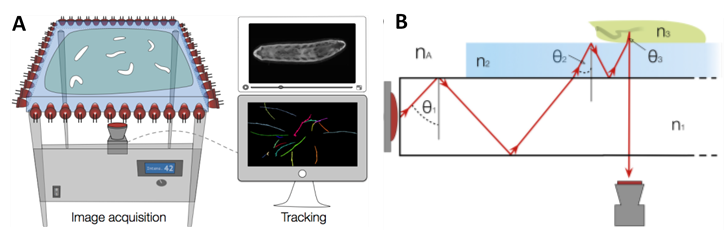 A
42
Image acquisition
Tracking
B
nA
n2
n3
θ2
θ3
θ1
n1